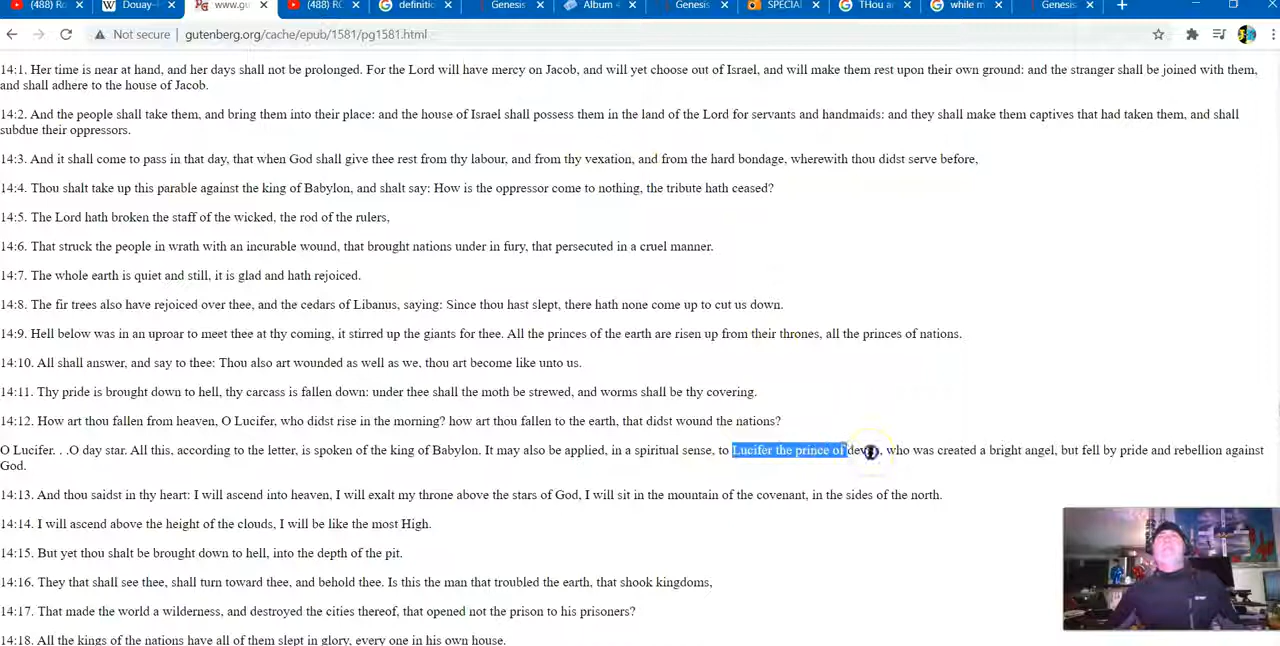 (488) RO
Douay-
www.gu
(488) RC
definitic
Genesis
Album
Genesis
SPECIAL
THou ar
while m
Genesis
Not secure | gutenberg.org/cache/epub/1581/pg1581.html
14:1. Her time is near at hand, and her days shall not be prolonged. For the Lord will have mercy on Jacob, and will yet choose out of Israel, and will make them rest upon their own ground: and the stranger shall be joined with them,
and shall adhere to the house of Jacob.
14:2. And the people shall take them, and bring them into their place: and the house of Israel shall possess them in the land of the Lord for servants and handmaids: and they shall make them captives that had taken them, and shall
subdue their oppressors.
14:3. And it shall come to pass in that day, that when God shall give thee rest from thy labour, and from thy vexation, and from the hard bondage, wherewith thou didst serve before,
14:4. Thou shalt take up this parable against the king of Babylon, and shalt say: How is the oppressor come to nothing, the tribute hath ceased?
14:5. The Lord hath broken the staff of the wicked, the rod of the rulers,
14:6. That struck the people in wrath with an incurable wound, that brought nations under in fury, that persecuted in a cruel manner.
14:7. The whole earth is quiet and still, it is glad and hath rejoiced.
14:8. The fir trees also have rejoiced over thee, and the cedars of Libanus, saying: Since thou hast slept, there hath none come up to cut us down.
14:9. Hell below was in an uproar to meet thee at thy coming, it stirred up the giants for thee. All the princes of the earth are risen up from their thrones, all the princes of nations.
14:10. All shall answer, and say to thee: Thou also art wounded as well as we, thou art become like unto us.
14:11. Thy pride is brought down to hell, thy carcass is fallen down: under thee shall the moth be strewed, and worms shall be thy covering.
14:12. How art thou fallen from heaven, O Lucifer, who didst rise in the morning? how art thou fallen to the earth, that didst wound the nations?
O Lucifer. . .O day star. All this, according to the letter, is spoken of the king of Babylon. It may also be applied, in a spiritual sense, to Lucifer the prince of who was created a bright angel, but fell by pride and rebellion against
God.
14:13. And thou saidst in thy heart: I will ascend into heaven, I will exalt my throne above the stars of God, I will sit in the mountain of the covenant, in the sides of the north.
14:14. I will ascend above the height of the clouds, I will be like the most High.
14:15. But yet thou shalt be brought down to hell, into the depth of the pit.
14:16. They that shall see thee, shall turn toward thee, and behold thee. Is this the man that troubled the earth, that shook kingdoms,
14:17. That made the world a wilderness, and destroyed the cities thereof, that opened not the prison to his prisoners?
14:18. All the kings of the nations have all of them slept in glory, every one in his own house.